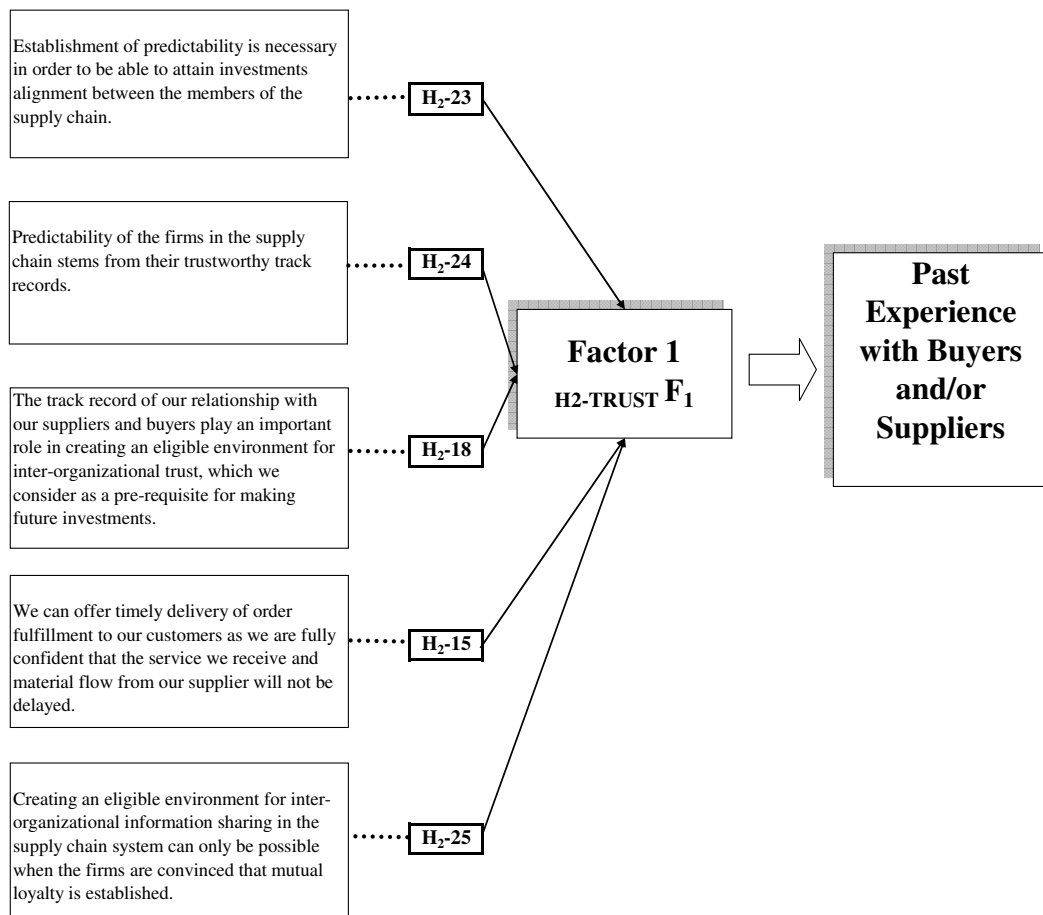 Establishment of predictability is necessary
in order to be able to attain investments
alignment between the members of the
supply chain.
H₂-23
Predictability of the firms in the supply
chain stems from their trustworthy track
records.
H₂-24
The track record of our relationship with
our suppliers and buyers play an important
role in creating an eligible environment for
inter-organizational trust, which we
consider as a pre-requisite for making
future investments.
H₂-18
We can offer timely delivery of order
fulfillment to our customers as we are fully
confident that the service we receive and
material flow from our supplier will not be
delayed.
H₂-15
Creating an eligible environment for inter-
organizational information sharing in the
supply chain system can only be possible
when the firms are convinced that mutual
loyalty is established.
H₂-25
Factor 1
H2-TRUST F₁
Past
Experience
with Buyers
and/or
Suppliers